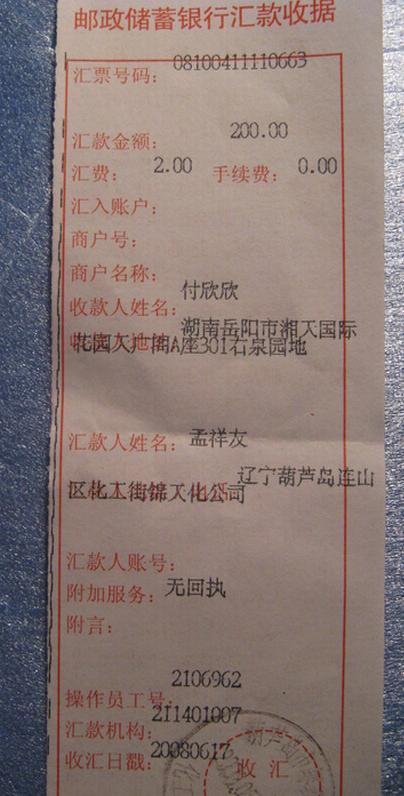 邮政储蓄银行汇款收据
汇票号码：08100411110663
汇款金额：200.00
汇费：2.00 手续费：0.00
汇入账户：
商户号：
商户名称：
收款人姓名：付欣欣
湖南岳阳市湘天国际
花园天广阁A座301石泉园地
汇款人姓名：孟祥友
辽宁葫芦岛连山
区化工街锦天化公司
汇款人账号：
附加服务：无回执
附言：
操作员工号：2106962
汇款机构：211401007
收汇日戳：20080617
收汇